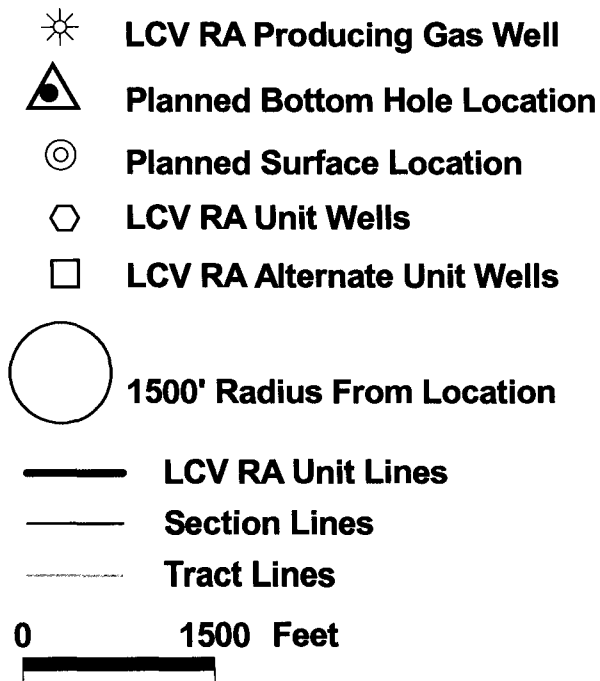 LCV RA Producing Gas Well
Planned Bottom Hole Location
Planned Surface Location
LCV RA Unit Wells
LCV RA Alternate Unit Wells
1500' Radius From Location
LCV RA Unit Lines
Section Lines
Tract Lines
0 1500 Feet